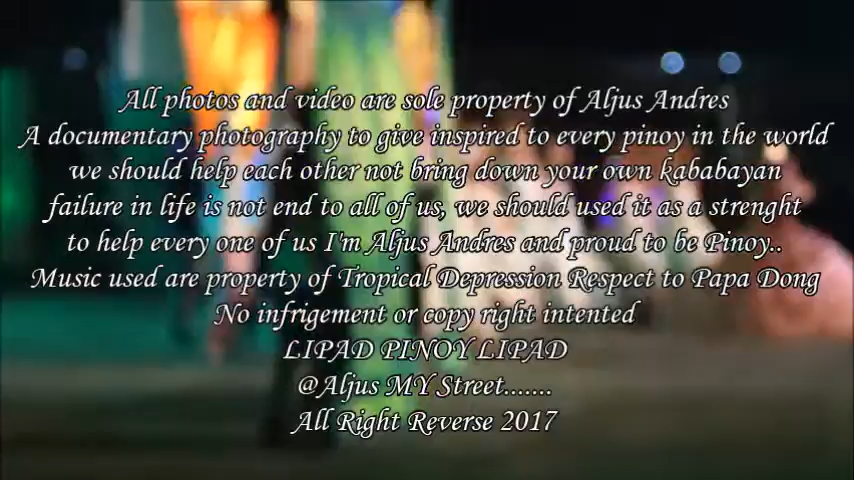 All photos and video are sole property of Aljus Andres
A documentary photography to give inspired to every pinoy in the world
we should help each other not bring down your own kababayan
failure in life is not end to all of us, we should used it as a strenght
to help every one of us I'm Aljus Andres and proud to be Pinoy..
Music used are property of Tropical Depression Respect to Papa Dong
No infrigement or copy right intented
LIPAD PINOY LIPAD
@Aljus MY Street.......
All Right Reverse 2017